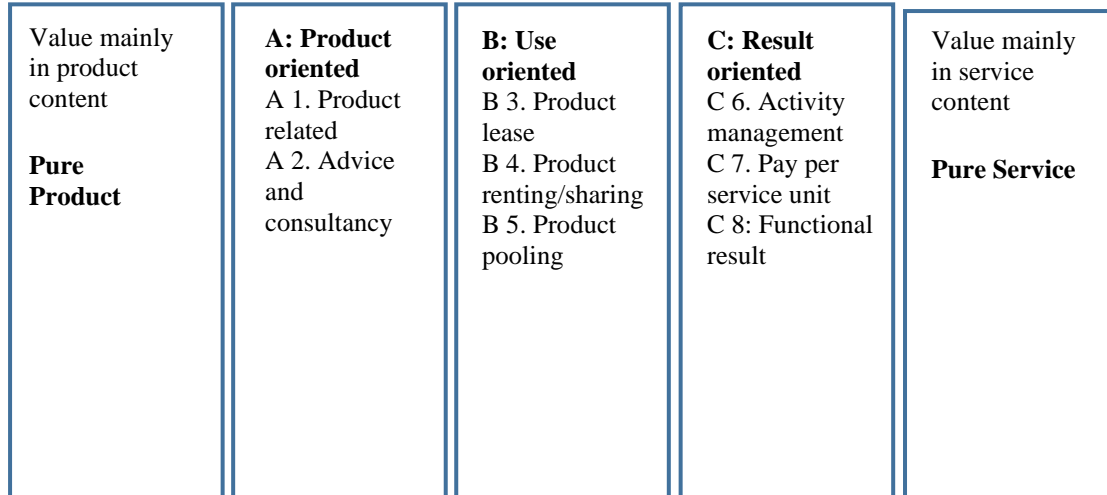 Value mainly
in product
content
Pure
Product
A: Product
oriented
A 1. Product
related
A 2. Advice
and
consultancy
B: Use
oriented
B 3. Product
lease
B 4. Product
renting/sharing
B 5. Product
pooling
C: Result
oriented
C 6. Activity
management
C 7. Pay per
service unit
C 8: Functional
result
Value mainly
in service
content
Pure Service